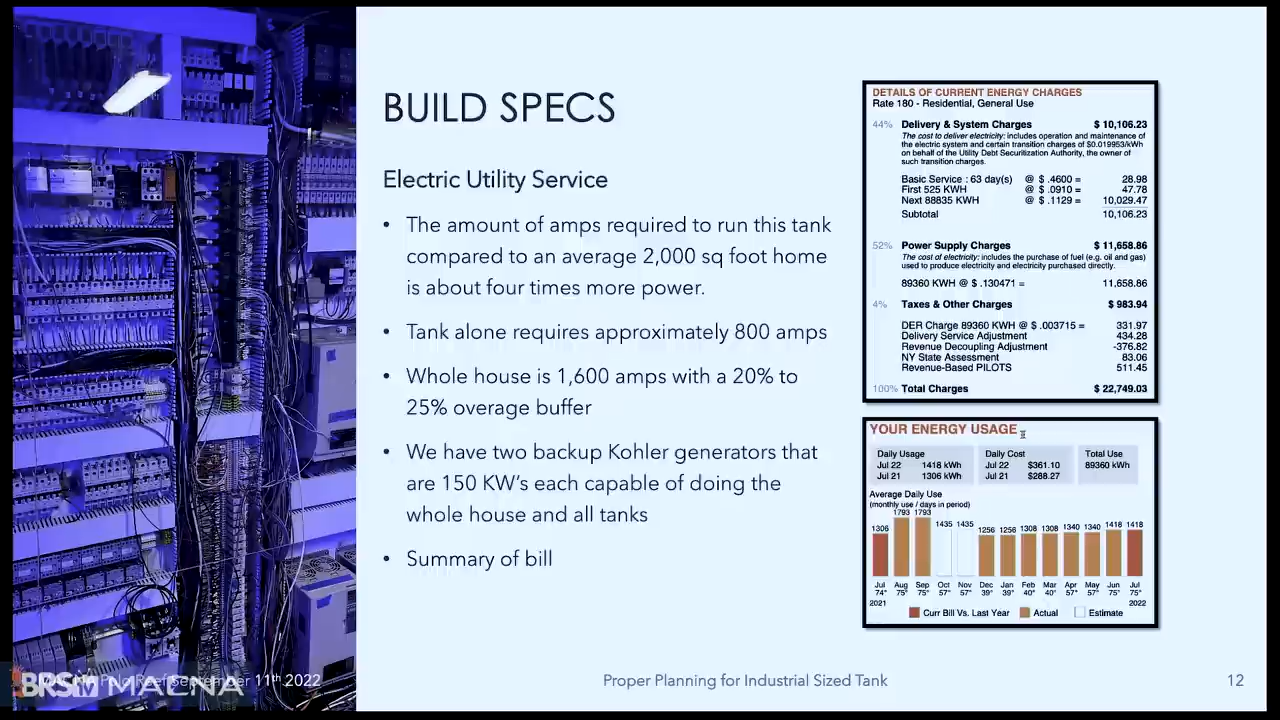 BUILD SPECS
Electric Utility Service
• The amount of amps required to run this tank
compared to an average 2,000 sq foot home
is about four times more power.
• Tank alone requires approximately 800 amps
• Whole house is 1,600 amps with a 20% to
25% overage buffer
• We have two backup Kohler generators that
are 150 KW's each capable of doing the
whole house and all tanks
• Summary of bill
DETAILS OF CURRENT ENERGY CHARGES
Rate 180 - Residential, General Use
44% Delivery & System Charges $ 10,106.23
The cost to deliver electricity: includes operation and maintenance of
the electric system and certain transition charges of $0.019953/kWh
on behalf of the Utility Debt Securitization Authority, the owner of
such transition charges.
Basic Service : 63 day(s) @ $ .4600 = 28.98
First 525 KWH @ $ .0910 = 47.78
Next 88835 KWH @ $ .1129 = 10,029.47
Subtotal 10,106.23
52% Power Supply Charges $ 11,658.86
The cost of electricity: includes the purchase of fuel (e.g. oil and gas)
used to produce electricity and electricity purchased directly.
89360 KWH @ $ .130471 = 11,658.86
4% Taxes & Other Charges $ 983.94
DER Charge 89360 KWH @ $ .003715 = 331.97
Delivery Service Adjustment 434.28
Revenue Decoupling Adjustment -376.82
NY State Assessment 83.06
Revenue-Based PILOTS 511.45
100% Total Charges $ 22,749.03
YOUR ENERGY USAGE
Daily Usage Daily Cost Total Use
Jul 22 1418 kWh Jul 22 $361.10 89360 kWh
Jul 21 1306 kWh Jul 21 $288.27
Average Daily Use
(monthly use / days in period)
1306 1793 1793 1435 1435 1256 1256 1308 1308 1340 1340 1418 1418
Jul Aug Sep Oct Nov Dec Jan Feb Mar Apr May Jun Jul
74° 75° 75° 57° 57° 39° 39° 40° 40° 57° 57° 75° 75°
2021 2022
Curr Bill Vs. Last Year Actual Estimate
BRStv MACNA
Polo Reef September 11th 2022
Proper Planning for Industrial Sized Tank
12